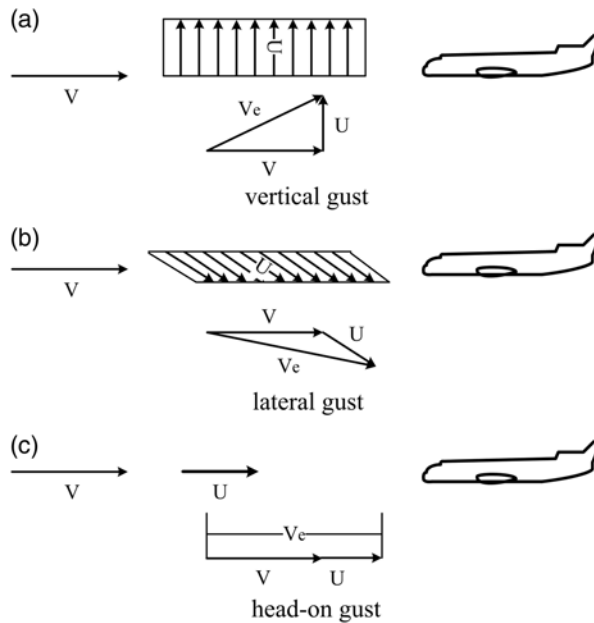 (a)
V
U
Ve
U
V
vertical gust
(b)
V
U
V
U
Ve
lateral gust
(c)
V
U
Ve
V
U
head-on gust